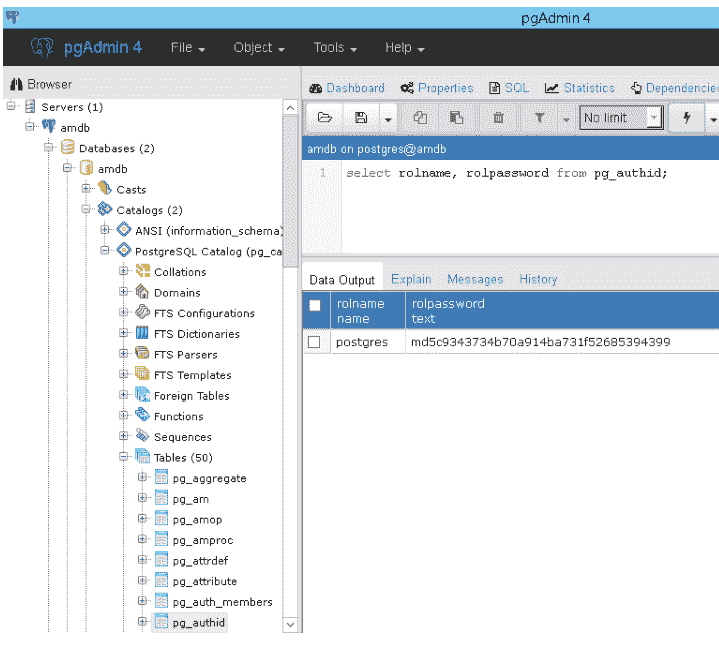 pgAdmin 4
pgAdmin 4 File Object Tools Help
Browser
Servers (1)
amdb
Databases (2)
amdb
Casts
Catalogs (2)
ANSI (information_schema)
PostgreSQL Catalog (pg_ca
Collations
Domains
FTS Configurations
FTS Dictionaries
FTS Parsers
FTS Templates
Foreign Tables
Functions
Sequences
Tables (50)
pg_aggregate
pg_am
pg_amop
pg_amproc
pg_attrdef
pg_attribute
pg_auth_members
pg_authid
Dashboard Properties SQL Statistics Dependencie
No limit
amdb on postgres@amdb
1 select rolname, rolpassword from pg_authid;
Data Output Explain Messages History
rolname rolpassword
name text
postgres md5c9343734b70a914ba731f52685394399